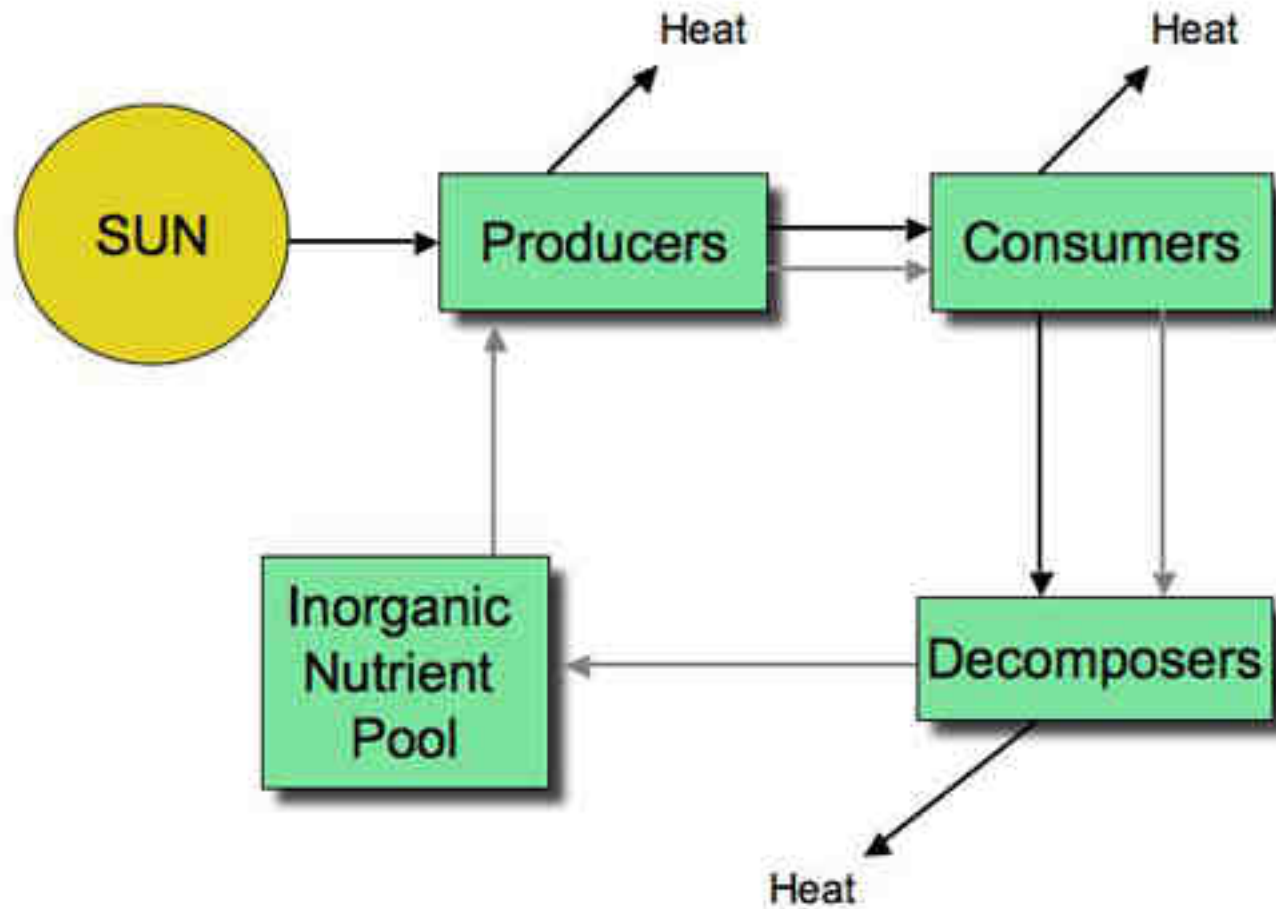 Heat
Heat
SUN
Producers
Consumers
Inorganic
Nutrient
Pool
Decomposers
Heat